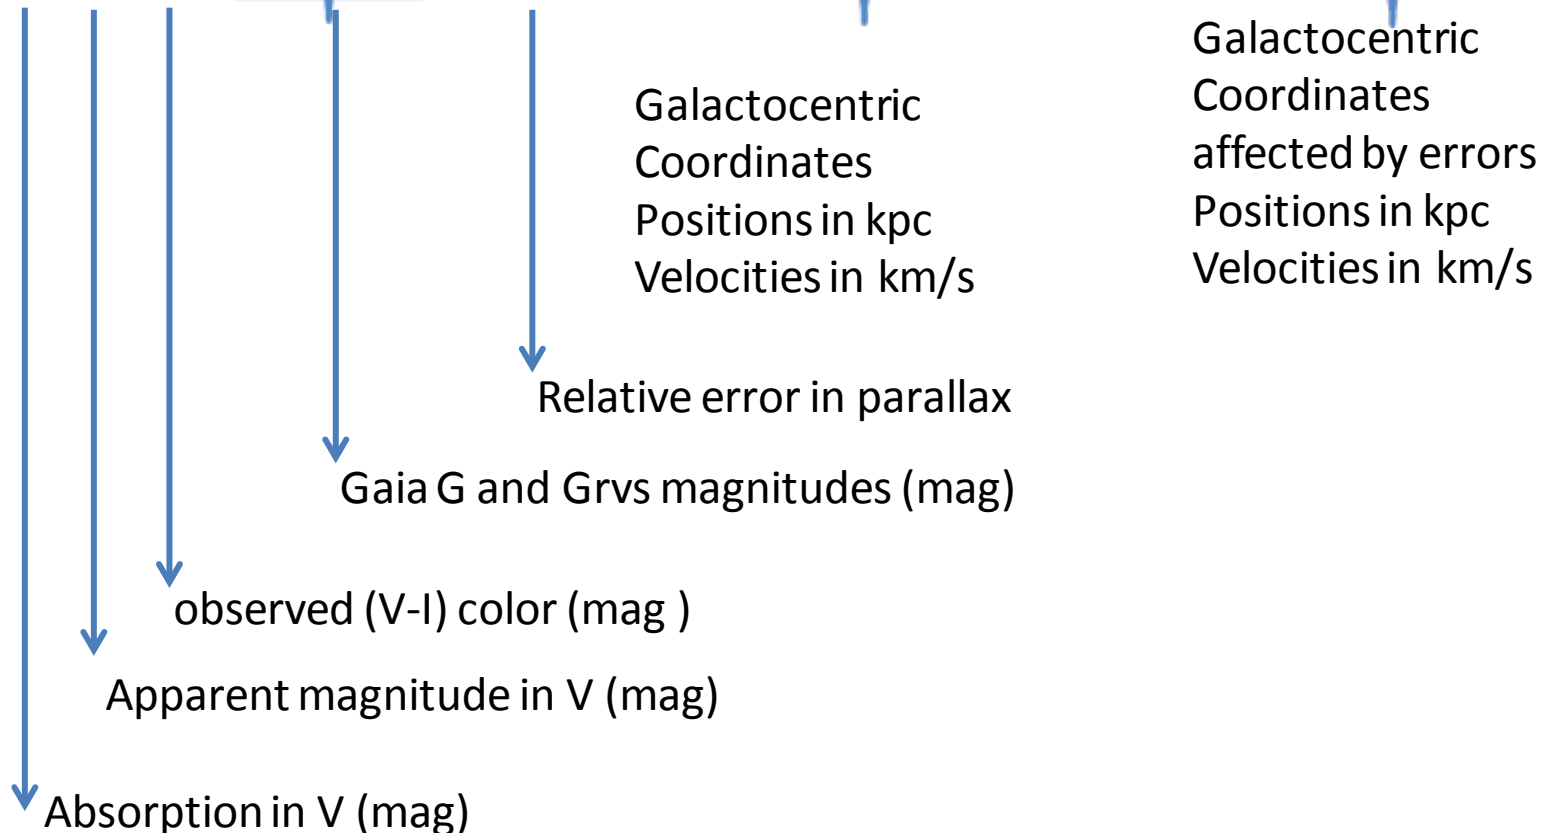 Galactocentric
Coordinates
Positions in kpc
Velocities in km/s
Galactocentric
Coordinates
affected by errors
Positions in kpc
Velocities in km/s
Relative error in parallax
Gaia G and Grvs magnitudes (mag)
observed (V-I) color (mag )
Apparent magnitude in V (mag)
Absorption in V (mag)